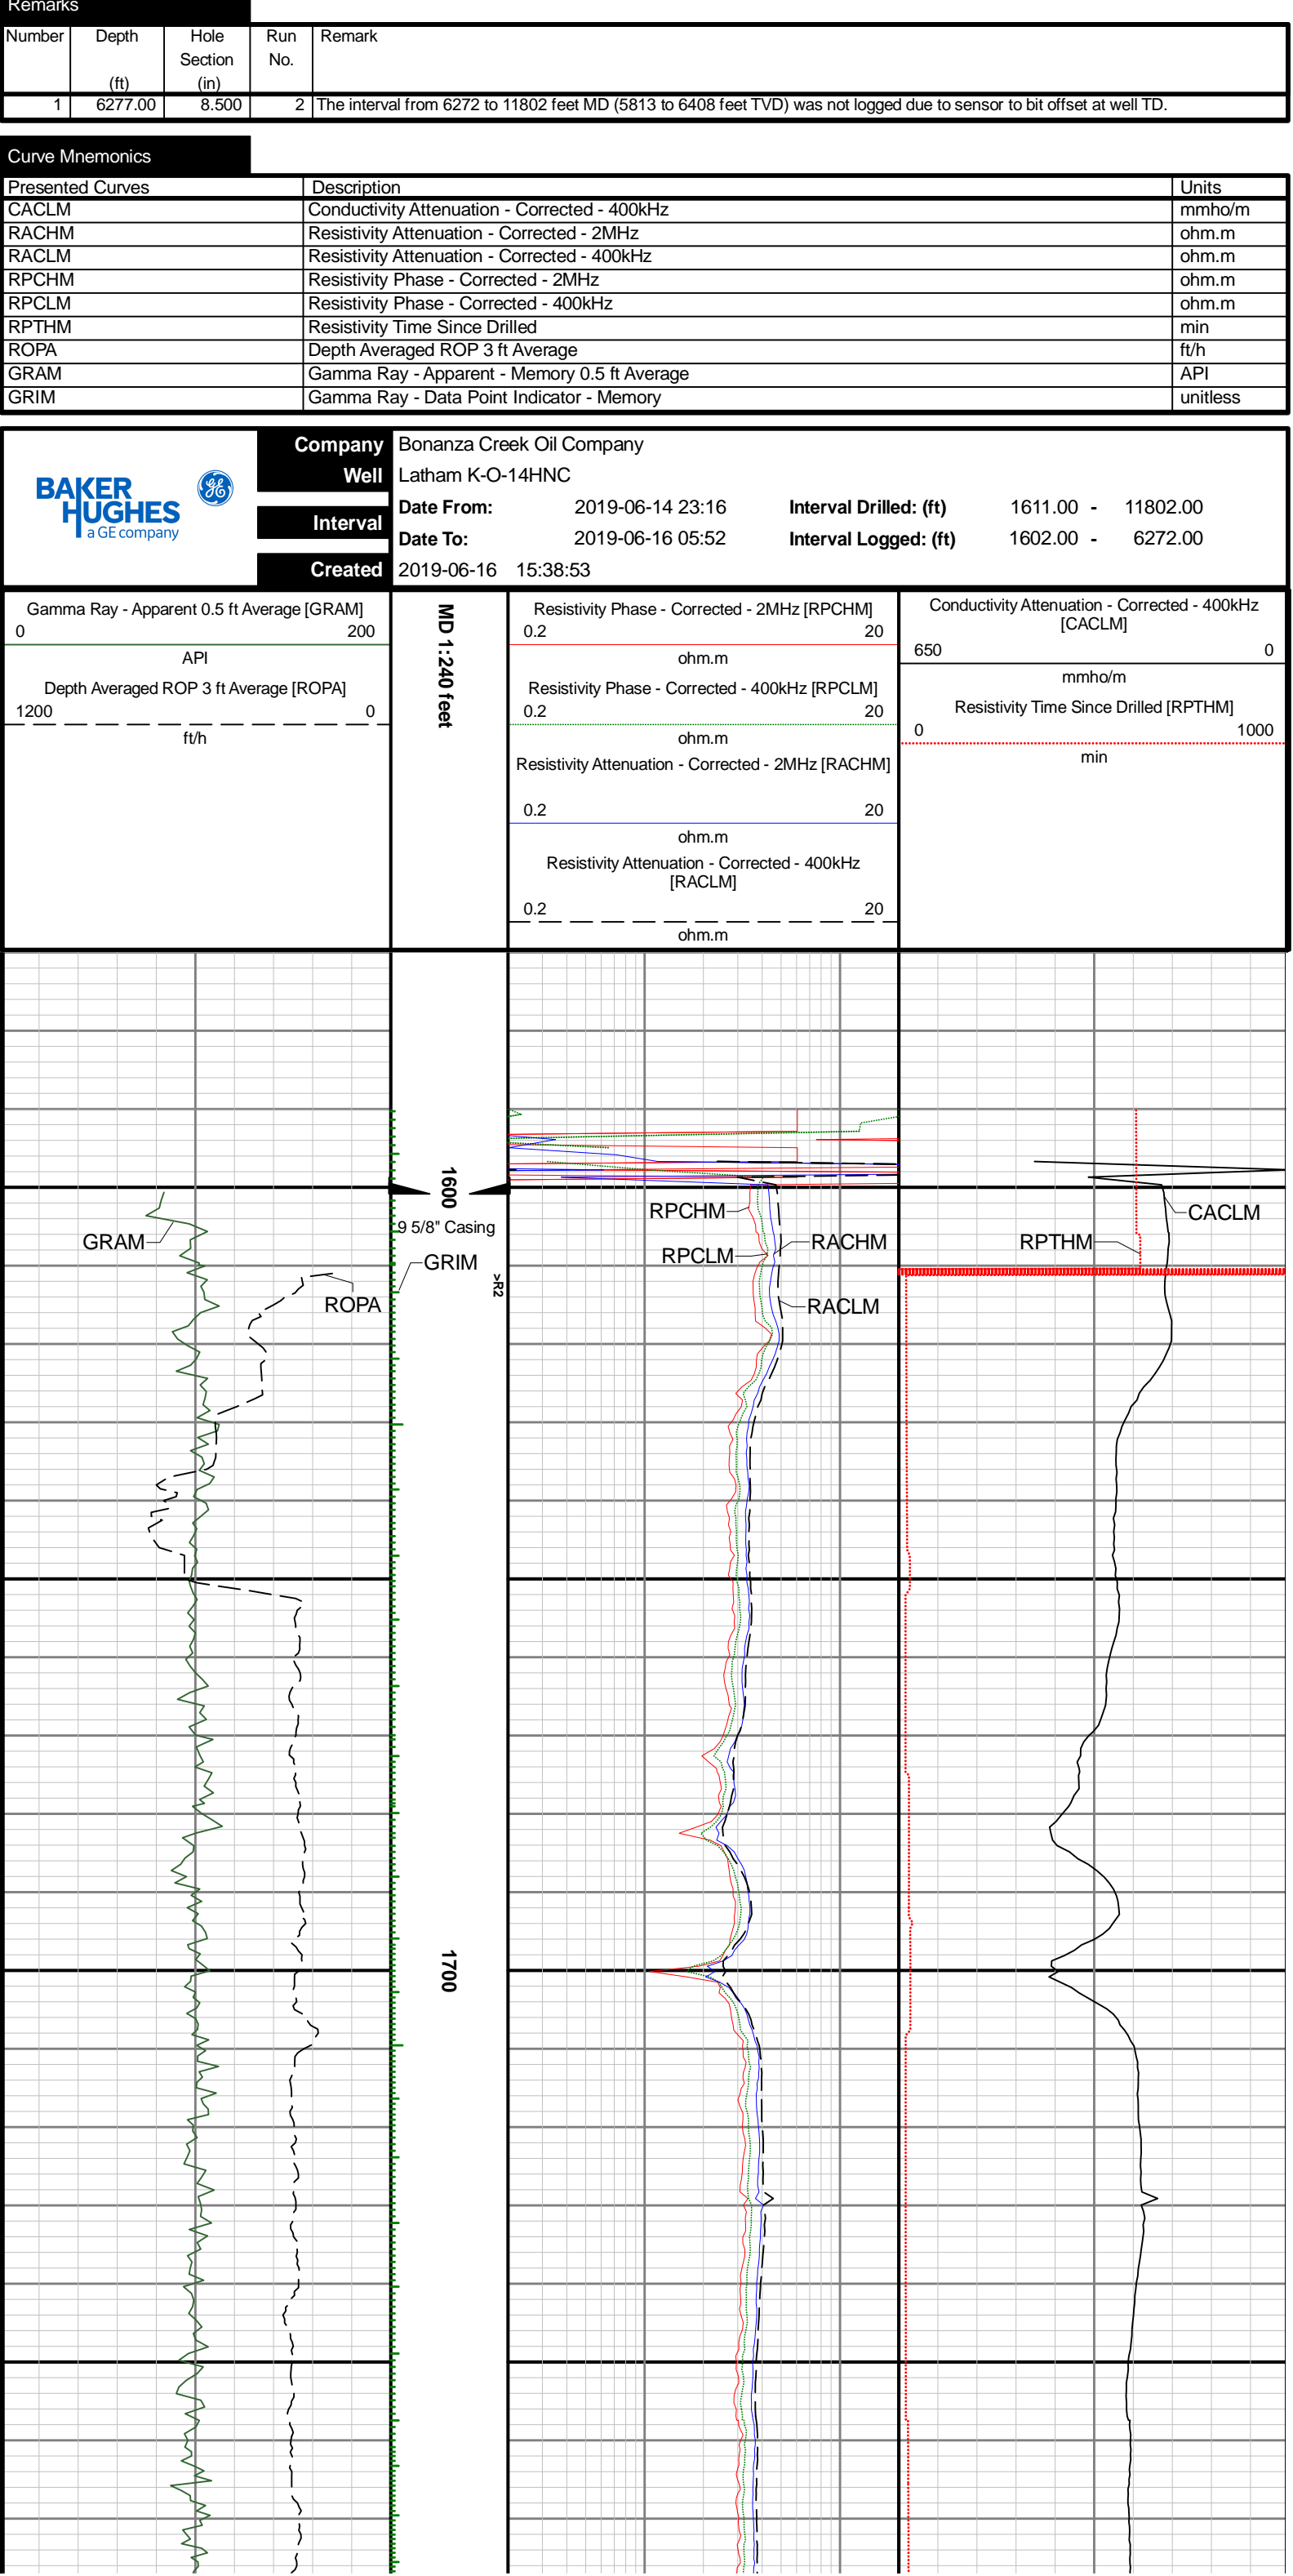 Remarks
Number Depth Hole Run Remark
Section No.
(ft) (in)
1 6277.00 8.500 2 The interval from 6272 to 11802 feet MD (5813 to 6408 feet TVD) was not logged due to sensor to bit offset at well TD.
Curve Mnemonics
Presented Curves Description Units
CACLM Conductivity Attenuation - Corrected - 400kHz mmho/m
RACHM Resistivity Attenuation - Corrected - 2MHz ohm.m
RACLM Resistivity Attenuation - Corrected - 400kHz ohm.m
RPCHM Resistivity Phase - Corrected - 2MHz ohm.m
RPCLM Resistivity Phase - Corrected - 400kHz ohm.m
RPTHM Resistivity Time Since Drilled min
ROPA Depth Averaged ROP 3 ft Average ft/h
GRAM Gamma Ray - Apparent - Memory 0.5 ft Average API
GRIM Gamma Ray - Data Point Indicator - Memory unitless
BAKER
HUGHES
a GE company
Company Bonanza Creek Oil Company
Well Latham K-O-14HNC
Interval
Date From: 2019-06-14 23:16 Interval Drilled: (ft) 1611.00 - 11802.00
Date To: 2019-06-16 05:52 Interval Logged: (ft) 1602.00 - 6272.00
Created 2019-06-16 15:38:53
Gamma Ray - Apparent 0.5 ft Average [GRAM]
0 200
API
Depth Averaged ROP 3 ft Average [ROPA]
1200 0
ft/h
MD 1:240 feet
Resistivity Phase - Corrected - 2MHz [RPCHM]
0.2 20
ohm.m
Resistivity Phase - Corrected - 400kHz [RPCLM]
0.2 20
ohm.m
Resistivity Attenuation - Corrected - 2MHz [RACHM]
0.2 20
ohm.m
Resistivity Attenuation - Corrected - 400kHz
[RACLM]
0.2 20
ohm.m
Conductivity Attenuation - Corrected - 400kHz
[CACLM]
650 0
mmho/m
Resistivity Time Since Drilled [RPTHM]
0 1000
min
1600
9 5/8" Casing
GRAM
ROPA
GRIM
>R2
RPCHM
RPCLM
RACHM
RACLM
CACLM
RPTHM
1700